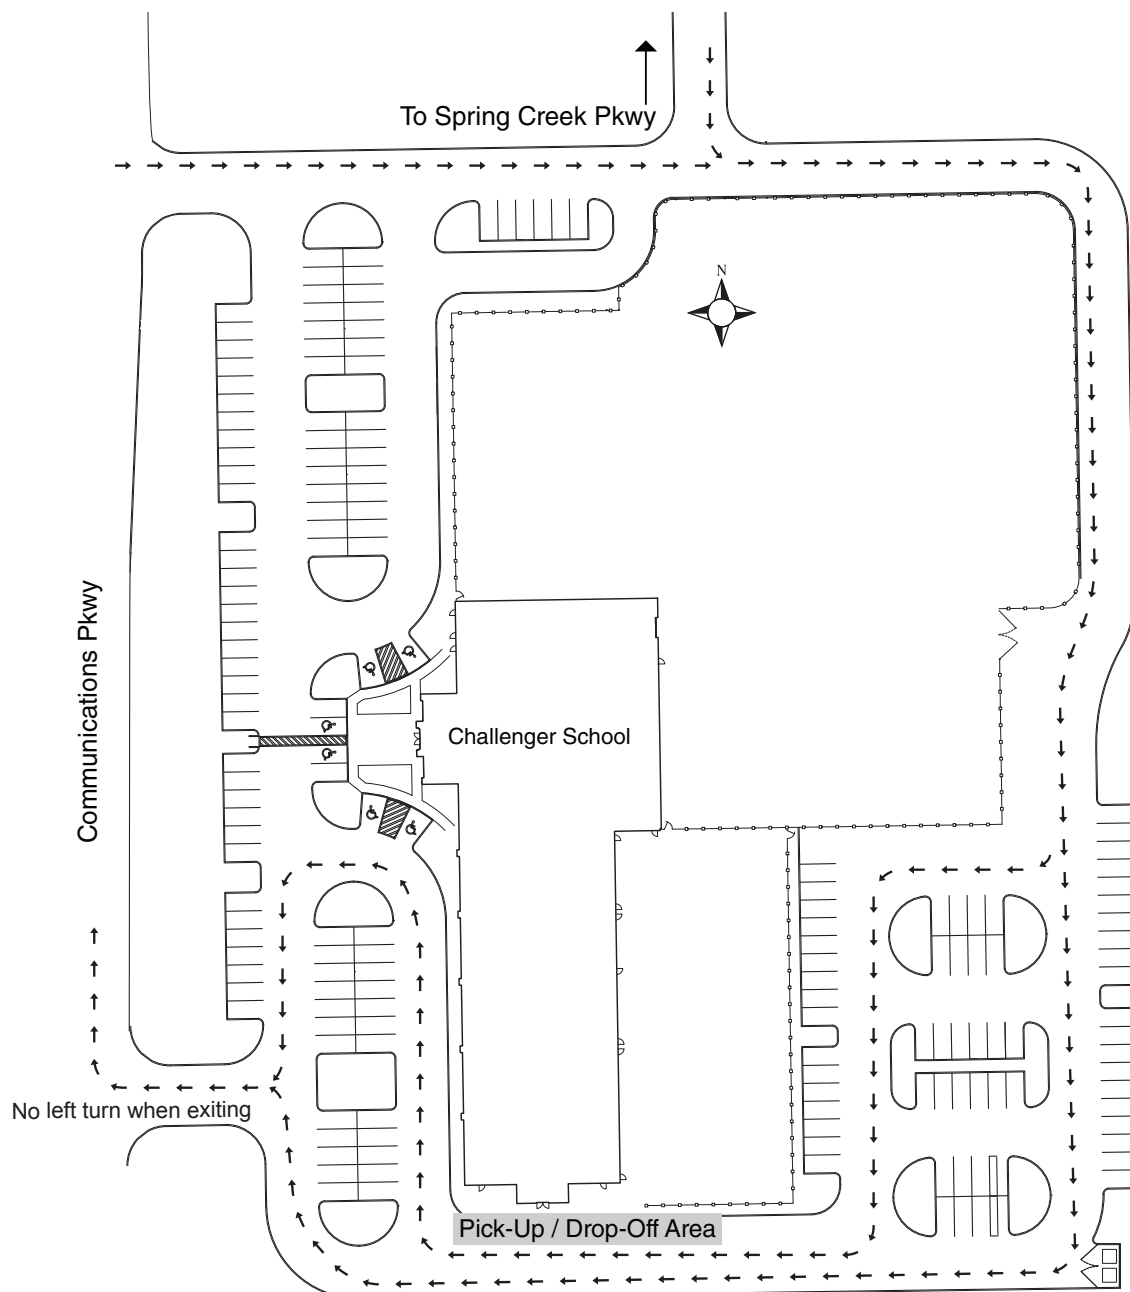 To Spring Creek Pkwy
N
Communications Pkwy
Challenger School
No left turn when exiting
Pick-Up / Drop-Off Area